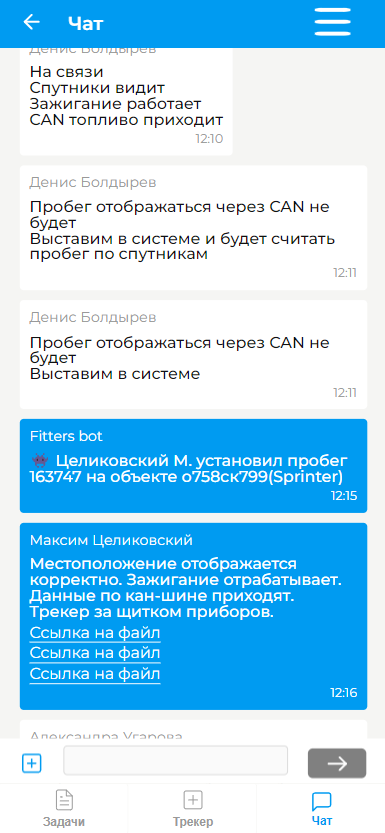 Чат
Денис Болдырев
На связи
Спутники видит
Зажигание работает
CAN топливо приходит
12:10
Денис Болдырев
Пробег отображаться через CAN не
будет
Выставим в системе и будет считать
пробег по спутникам
12:11
Денис Болдырев
Пробег отображаться через CAN не
будет
Выставим в системе
12:11
Fitters bot
Целиковский М. установил пробег
163747 на объекте о758ск799(Sprinter)
12:15
Максим Целиковский
Местоположение отображается
корректно. Зажигание отрабатывает.
Данные по кан-шине приходят.
Трекер за щитком приборов.
Ссылка на файл
Ссылка на файл
Ссылка на файл
12:16
Александра Угарова
Задачи
Трекер
Чат